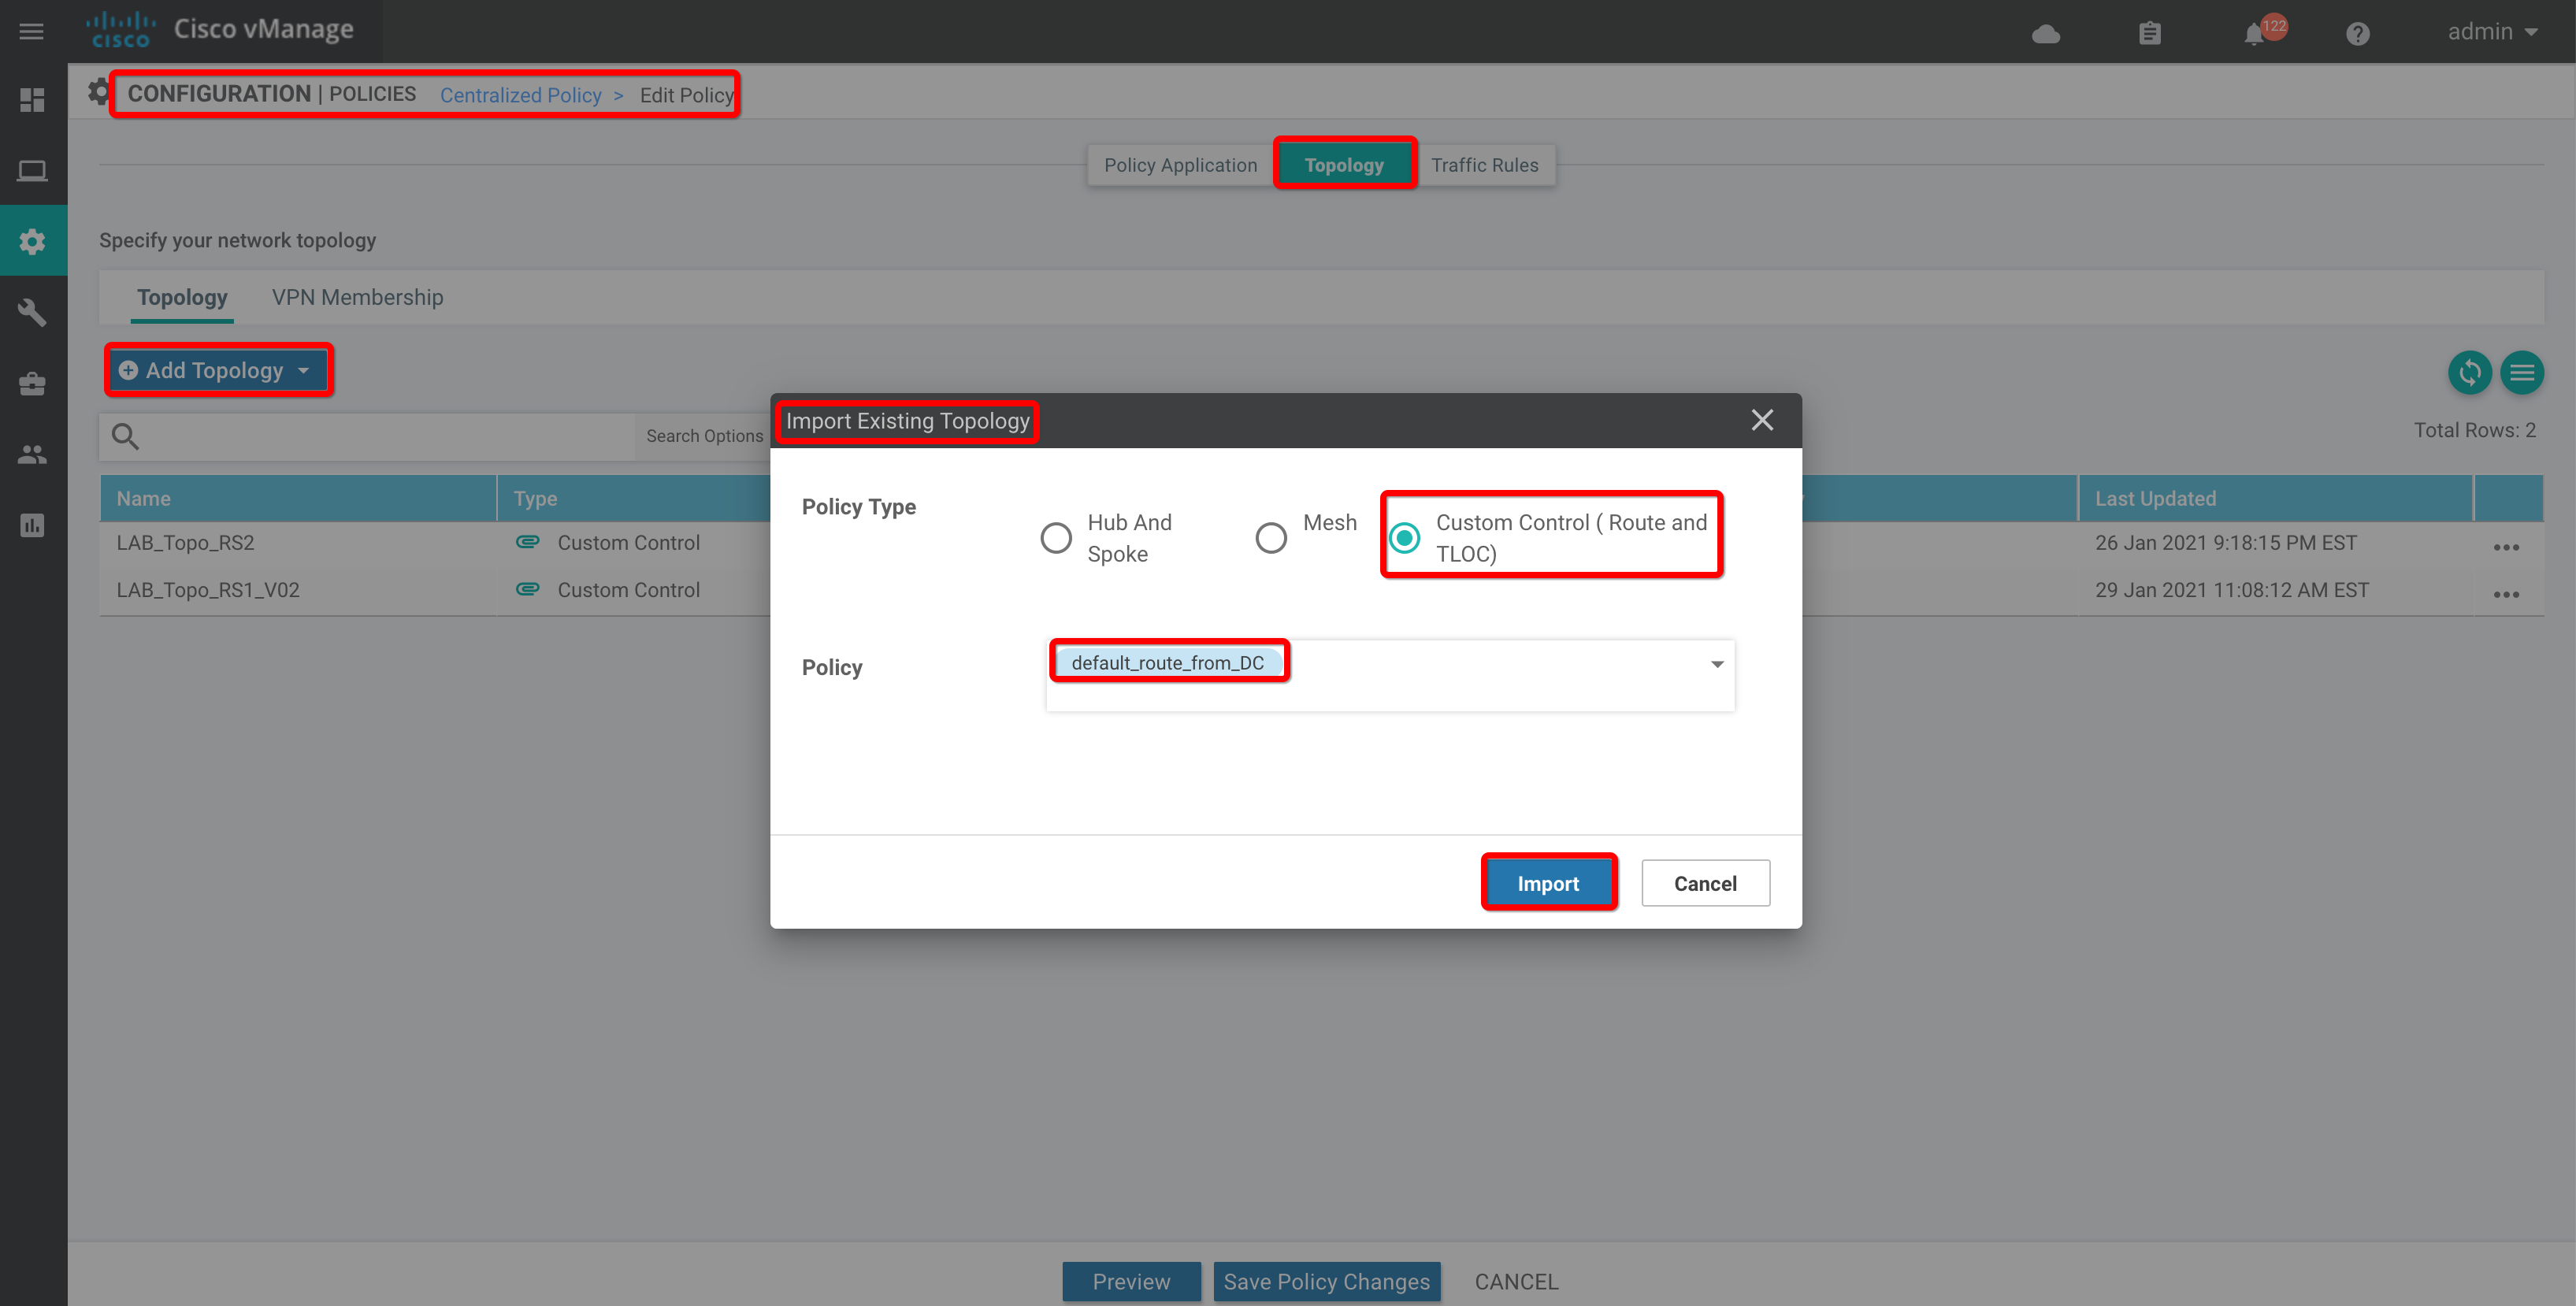 CISCO Cisco vManage 122 admin
CONFIGURATION | POLICIES Centralized Policy > Edit Policy
Policy Application Topology Traffic Rules
Specify your network topology
Topology VPN Membership
Add Topology
Search Options
Total Rows: 2
Name Type Last Updated
LAB_Topo_RS2 Custom Control 26 Jan 2021 9:18:15 PM EST
LAB_Topo_RS1_V02 Custom Control 29 Jan 2021 11:08:12 AM EST
Import Existing Topology
Policy Type
Hub And
Spoke
Mesh
Custom Control ( Route and
TLOC)
Policy
default_route_from_DC
Import Cancel
Preview Save Policy Changes CANCEL